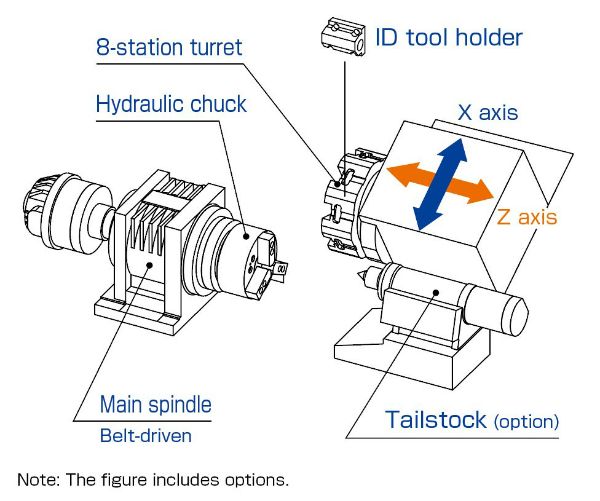 ID tool holder
8-station turret
Hydraulic chuck
X axis
Z axis
Main spindle
Belt-driven
Tailstock (option)
Note: The figure includes options.